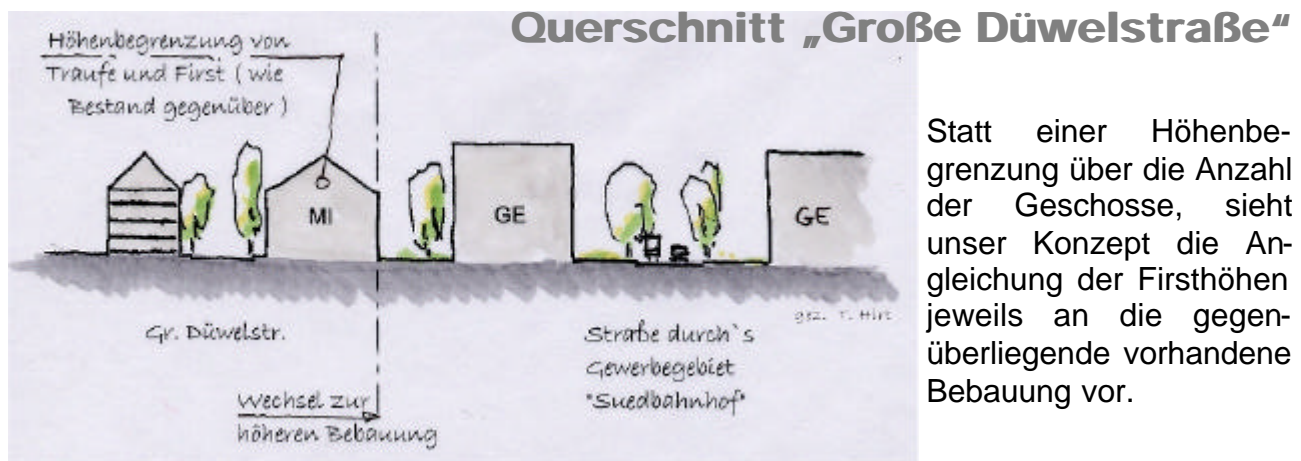 Querschnitt „Große Düwelstraße“
Höhenbegrenzung von
Traufe und First ( wie
Bestand gegenüber )
MI
GE
GE
Gr. Düwelstr.
gez. T. Hirt
Straße durch`s
Gewerbegebiet
"Suedbahnhof"
Wechsel zur
höheren Bebauung
Statt einer Höhenbe-
grenzung über die Anzahl
der Geschosse, sieht
unser Konzept die An-
gleichung der Firsthöhen
jeweils an die gegen-
überliegende vorhandene
Bebauung vor.